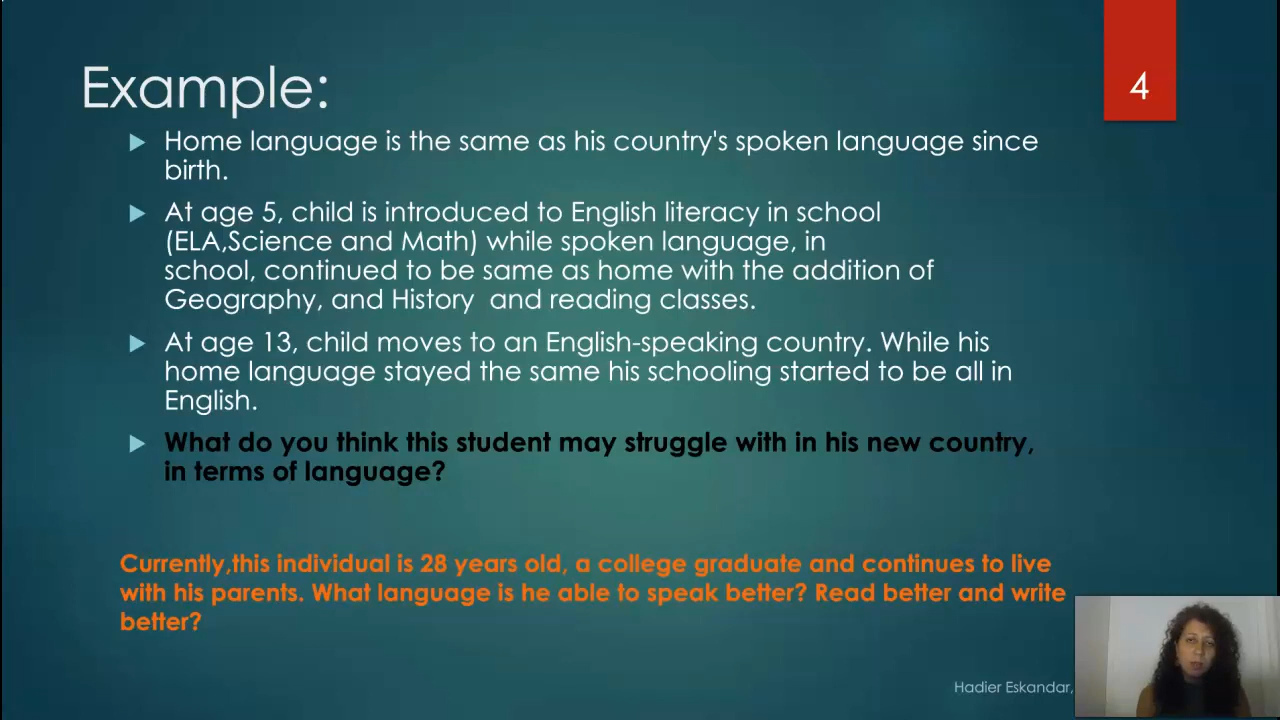 4
Example:
Home language is the same as his country's spoken language since
birth.
At age 5, child is introduced to English literacy in school
(ELA,Science and Math) while spoken language, in
school, continued to be same as home with the addition of
Geography, and History and reading classes.
At age 13, child moves to an English-speaking country. While his
home language stayed the same his schooling started to be all in
English.
What do you think this student may struggle with in his new country,
in terms of language?
Currently,this individual is 28 years old, a college graduate and continues to live
with his parents. What language is he able to speak better? Read better and write
better?
Hadier Eskandar,